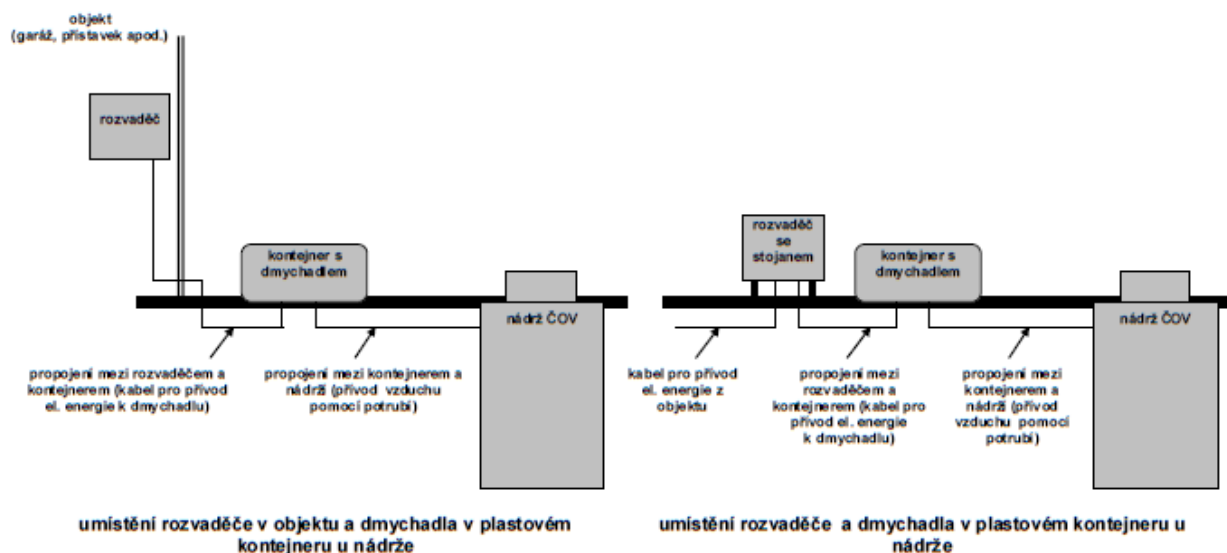 objekt
(garáž, přístavek apod.)
rozvaděč
kontejner s
dmychadlem
nádrž ČOV
propojení mezi rozvaděčem a
kontejnerem (kabel pro přívod
el. energie k dmychadlu)
propojení mezi kontejnerem a
nádrží (přívod vzduchu
pomocí potrubí)
umístění rozvaděče v objektu a dmychadla v plastovém
kontejneru u nádrže
rozvaděč
se
stojanem
kontejner s
dmychadlem
nádrž ČOV
kabel pro přívod
el. energie z
objektu
propojení mezi
rozvaděčem a
kontejnerem (kabel pro
přívod el. energie
k dmychadlu)
propojení mezi
kontejnerem a
nádrží (přívod
vzduchu pomocí
potrubí)
umístění rozvaděče a dmychadla v plastovém kontejneru u
nádrže